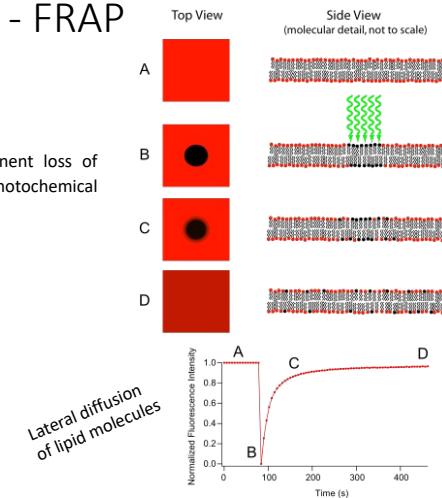 - FRAP
Top View
Side View
(molecular detail, not to scale)
A
B
nent loss of
notochemical
C
D
Lateral diffusion
of lipid molecules
Normalized Fluorescence Intensity
1.0
0.8
0.6
0.4
0.2
0.0
A
B
C
D
0
100
200
300
400
Time (s)